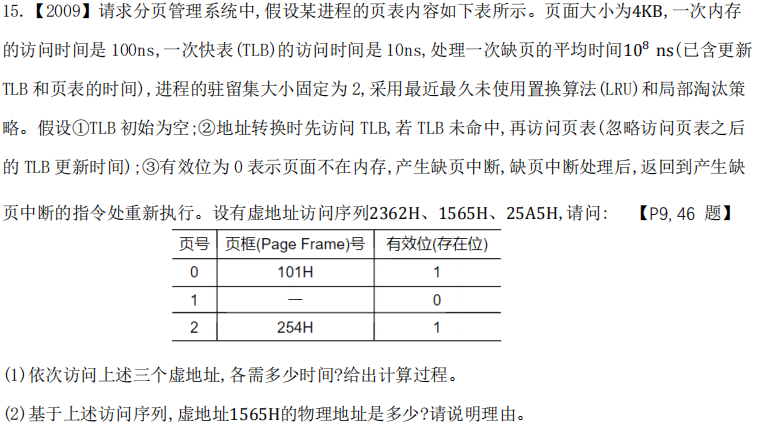 15.【2009】请求分页管理系统中,假设某进程的页表内容如下表所示。页面大小为4KB,一次内存
的访问时间是 100ns,一次快表(TLB)的访问时间是 10ns,处理一次缺页的平均时间10⁸ ns(已含更新
TLB 和页表的时间),进程的驻留集大小固定为 2,采用最近最久未使用置换算法(LRU)和局部淘汰策
略。假设①TLB 初始为空;②地址转换时先访问 TLB,若 TLB 未命中,再访问页表(忽略访问页表之后
的 TLB 更新时间);③有效位为 0 表示页面不在内存,产生缺页中断,缺页中断处理后,返回到产生缺
页中断的指令处重新执行。设有虚地址访问序列2362H、1565H、25A5H,请问: 【P9,46 题】
页号 页框(Page Frame)号 有效位(存在位)
0 101H 1
1 — 0
2 254H 1
(1)依次访问上述三个虚地址,各需多少时间?给出计算过程。
(2)基于上述访问序列,虚地址1565H的物理地址是多少?请说明理由。